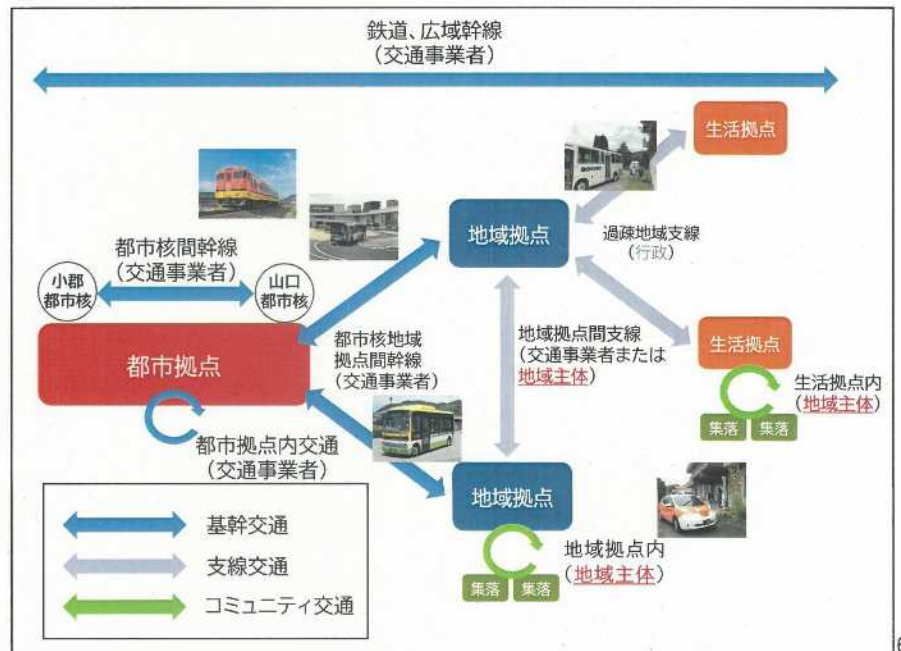 鉄道、広域幹線
（交通事業者）
生活拠点
地域拠点
過疎地域支線
（行政）
都市核間幹線
（交通事業者）
小郡
都市核
山口
都市核
都市拠点
都市核地域
拠点間幹線
（交通事業者）
地域拠点間支線
（交通事業者または
地域主体）
生活拠点
生活拠点内
（地域主体）
集落
集落
都市拠点内交通
（交通事業者）
地域拠点
地域拠点内
（地域主体）
集落
集落
基幹交通
支線交通
コミュニティ交通